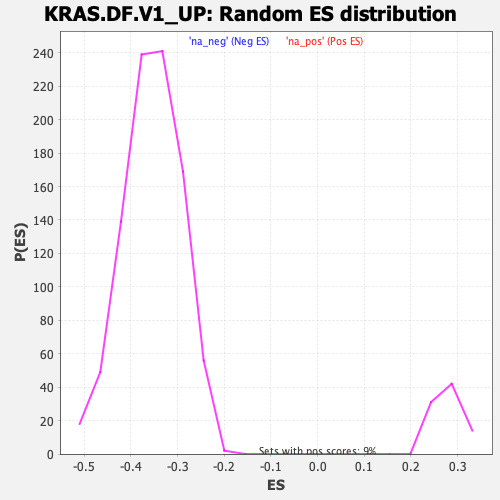 KRAS.DF.V1_UP: Random ES distribution
'na_neg' (Neg ES) 'na_pos' (Pos ES)
240
220
200
180
160
140
120
100
80
60
40
20
0
P(ES)
Sets with pos scores: 9%
-0.5 -0.4 -0.3 -0.2 -0.1 0.0 0.1 0.2 0.3
ES